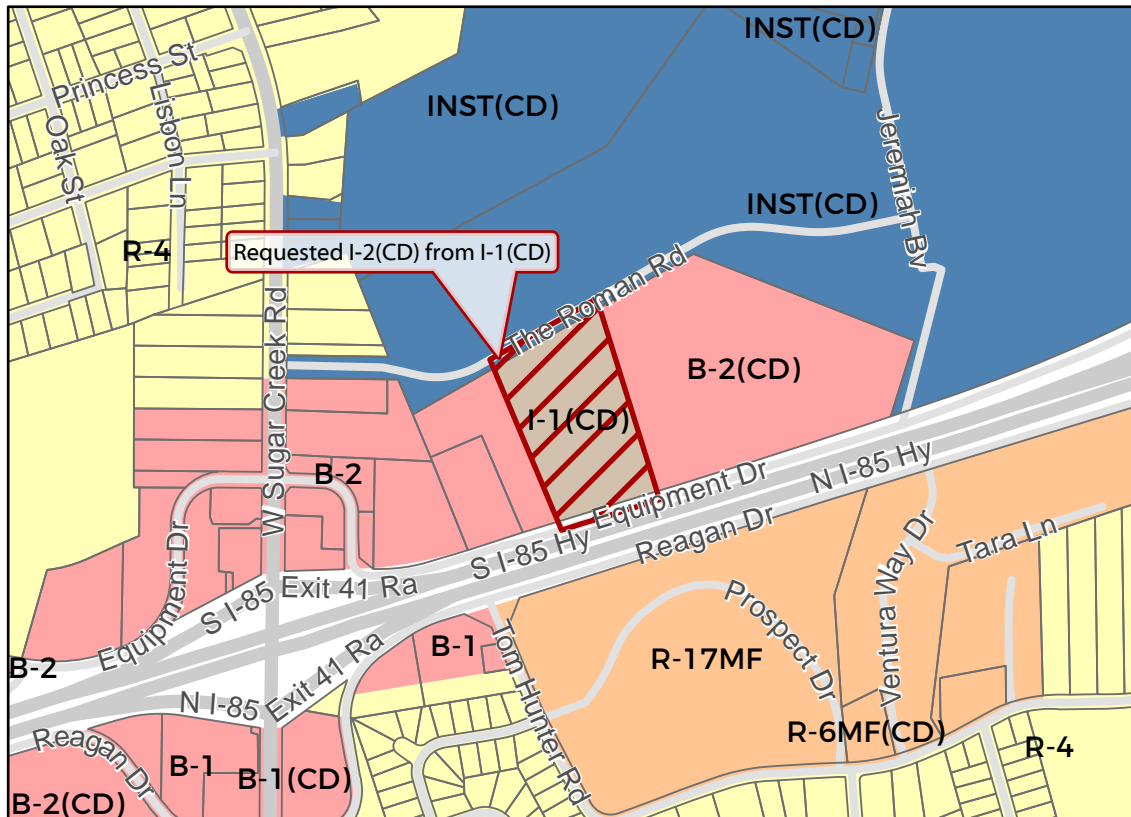 INST(CD)
Princess St
Lisbon Ln
Oak St
INST(CD)
Jeremiah Bv
INST(CD)
R-4
Requested I-2(CD) from I-1(CD)
The Roman Rd
W Sugar Creek Rd
B-2(CD)
I-1(CD)
B-2
Equipment Dr
N I-85 Hy
S I-85 Hy
Reagan Dr
Equipment Dr
S I-85 Exit 41 Ra
Tara Ln
Ventura Way Dr
Prospect Dr
B-1
Tom Hunter Rd
R-17MF
B-2
N I-85 Exit 41 Ra
R-6MF(CD)
R-4
Reagan Dr
B-1
B-1(CD)
B-2(CD)